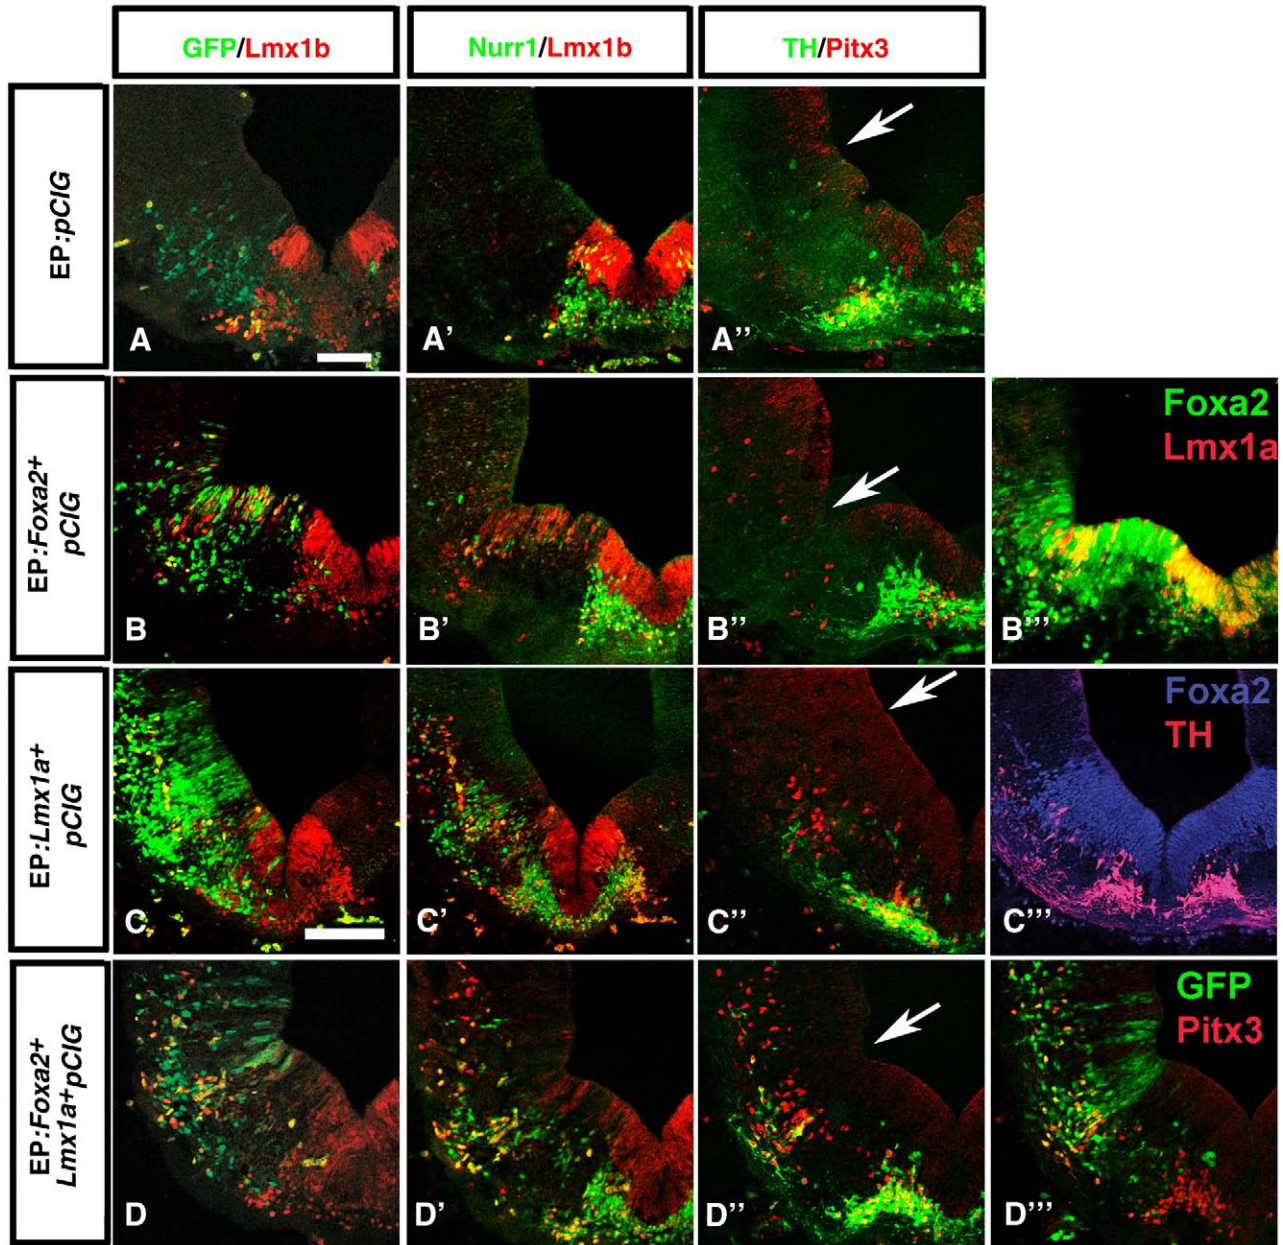 GFP/Lmx1b
Nurr1/Lmx1b
TH/Pitx3
EP:pCIG
A
A’
A’’
EP:Foxa2+
pCIG
B
B’
B’’
Foxa2
Lmx1a
B’’’
EP:Lmx1a+
pCIG
C
C’
C’’
Foxa2
TH
C’’’
EP:Foxa2+
Lmx1a+pCIG
D
D’
D’’
GFP
Pitx3
D’’’